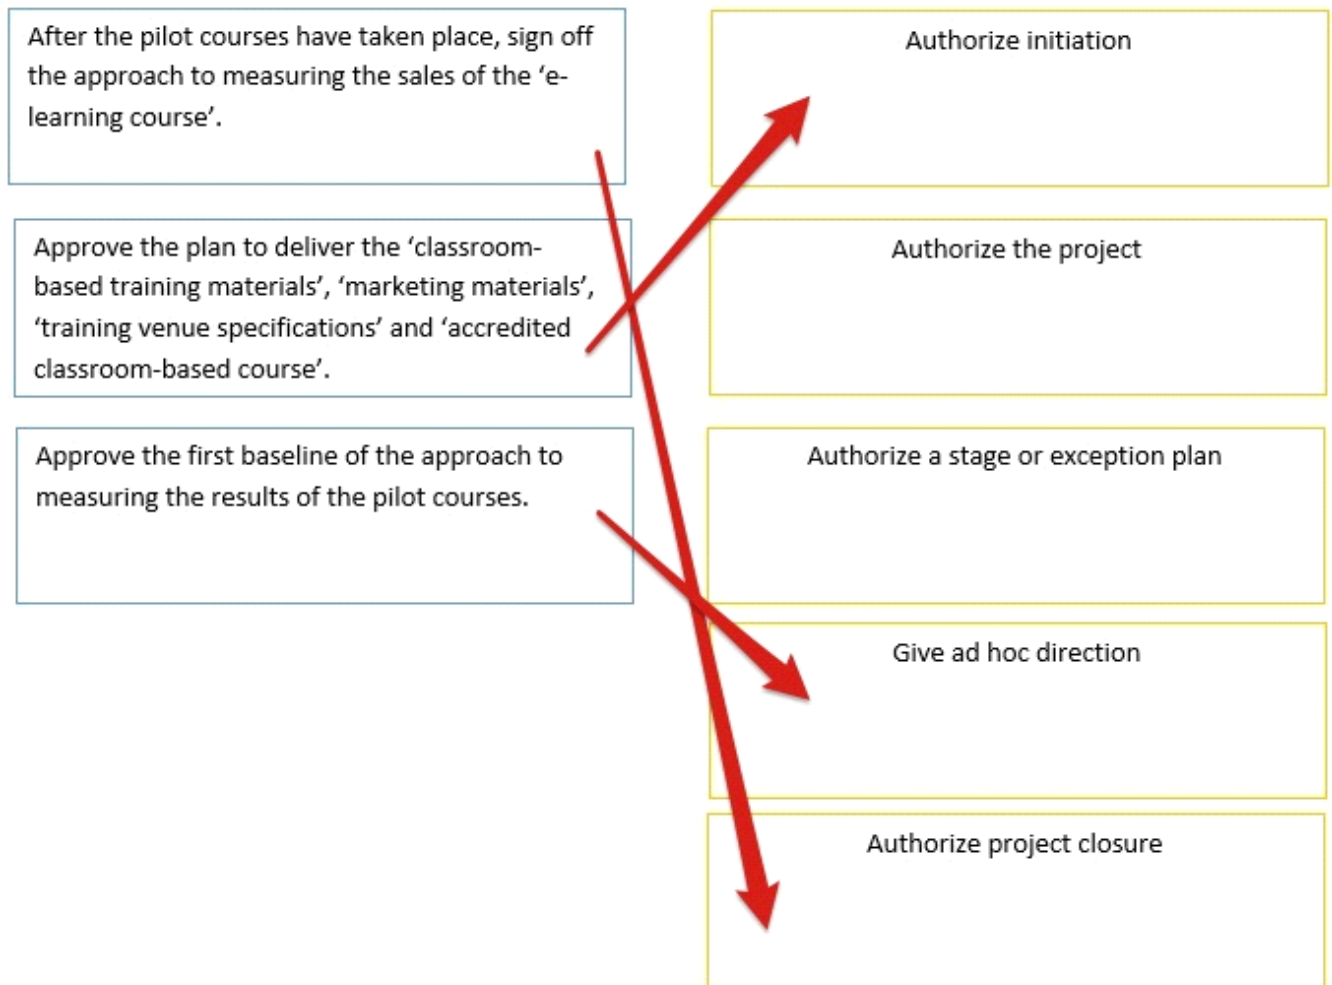 After the pilot courses have taken place, sign off
the approach to measuring the sales of the ‘e-
learning course’.
Approve the plan to deliver the ‘classroom-
based training materials’, ‘marketing materials’,
‘training venue specifications’ and ‘accredited
classroom-based course’.
Approve the first baseline of the approach to
measuring the results of the pilot courses.
Authorize initiation
Authorize the project
Authorize a stage or exception plan
Give ad hoc direction
Authorize project closure